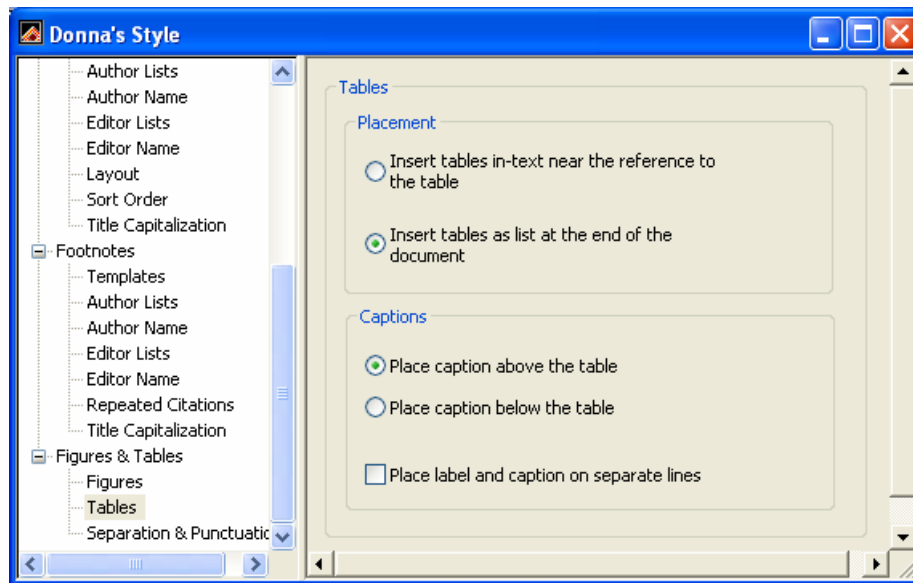 Donna's Style
Author Lists
Author Name
Editor Lists
Editor Name
Layout
Sort Order
Title Capitalization
Footnotes
Templates
Author Lists
Author Name
Editor Lists
Editor Name
Repeated Citations
Title Capitalization
Figures & Tables
Figures
Tables
Separation & Punctuatic
Tables
Placement
Insert tables in-text near the reference to
the table
Insert tables as list at the end of the
document
Captions
Place caption above the table
Place caption below the table
Place label and caption on separate lines